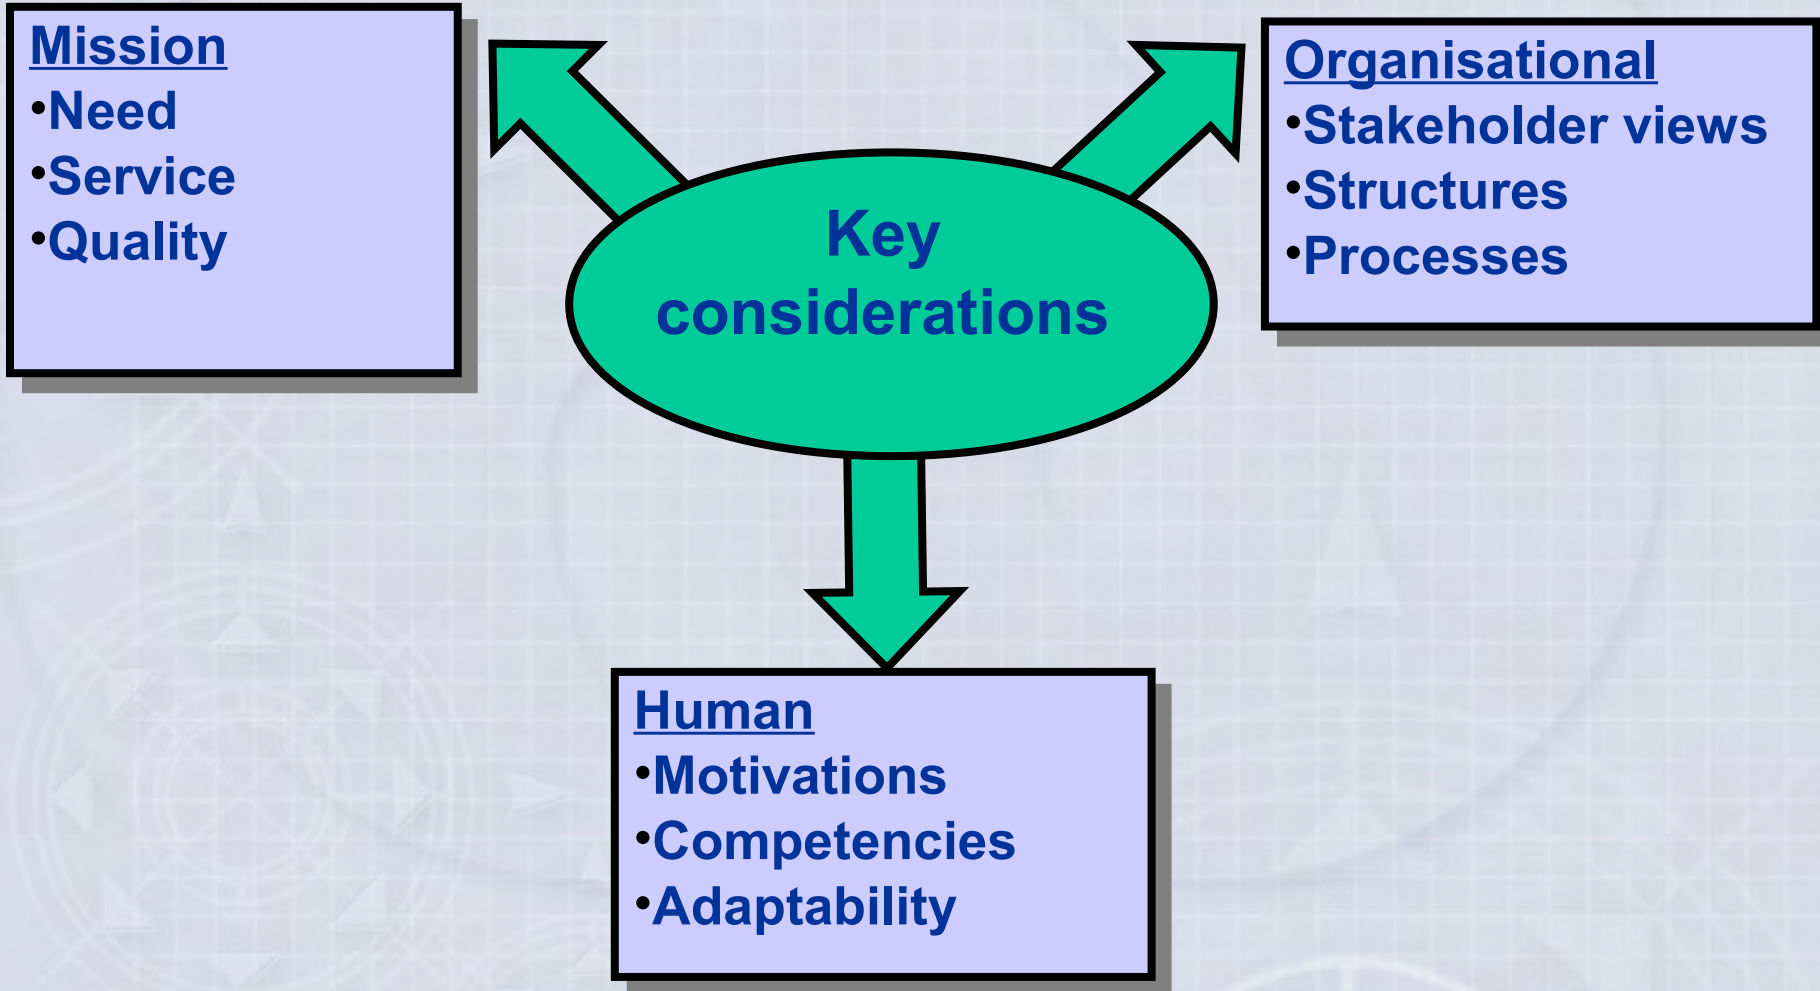 Mission
•Need
•Service
•Quality
Key
considerations
Organisational
•Stakeholder views
•Structures
•Processes
Human
•Motivations
•Competencies
•Adaptability